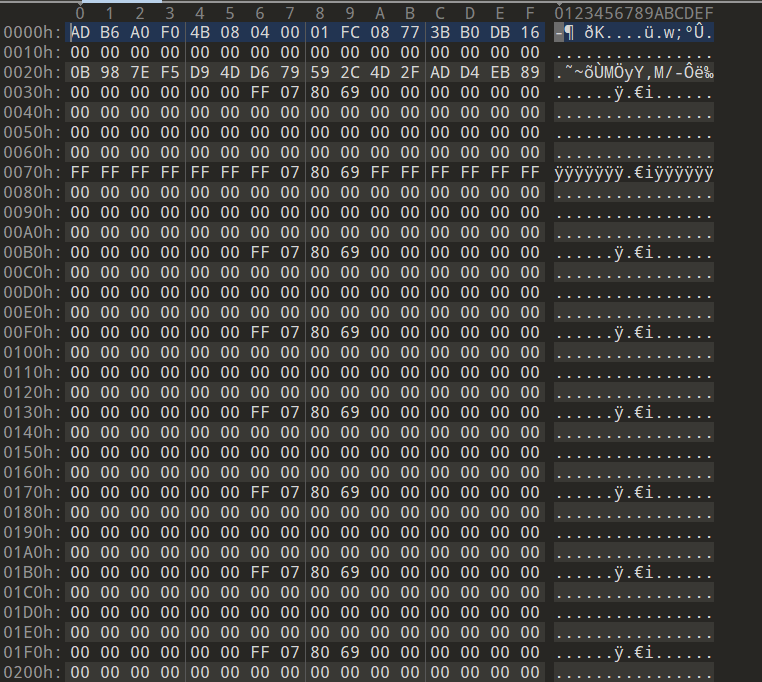 0 1 2 3 4 5 6 7 8 9 A B C D E F 0123456789ABCDEF
0000h: AD B6 A0 F0 4B 08 04 00 01 FC 08 77 3B B0 DB 16 -¶ ðK....ü.w;°Û.
0010h: 00 00 00 00 00 00 00 00 00 00 00 00 00 00 00 00 ................
0020h: 0B 98 7E F5 D9 4D D6 79 59 2C 4D 2F AD D4 EB 89 .˜~õÙMÖyY,M/-Ôë‰
0030h: 00 00 00 00 00 00 FF 07 80 69 00 00 00 00 00 00 ......ÿ.€i......
0040h: 00 00 00 00 00 00 00 00 00 00 00 00 00 00 00 00 ................
0050h: 00 00 00 00 00 00 00 00 00 00 00 00 00 00 00 00 ................
0060h: 00 00 00 00 00 00 00 00 00 00 00 00 00 00 00 00 ................
0070h: FF FF FF FF FF FF FF 07 80 69 FF FF FF FF FF FF ÿÿÿÿÿÿÿ.€iÿÿÿÿÿÿ
0080h: 00 00 00 00 00 00 00 00 00 00 00 00 00 00 00 00 ................
0090h: 00 00 00 00 00 00 00 00 00 00 00 00 00 00 00 00 ................
00A0h: 00 00 00 00 00 00 00 00 00 00 00 00 00 00 00 00 ................
00B0h: 00 00 00 00 00 00 FF 07 80 69 00 00 00 00 00 00 ......ÿ.€i......
00C0h: 00 00 00 00 00 00 00 00 00 00 00 00 00 00 00 00 ................
00D0h: 00 00 00 00 00 00 00 00 00 00 00 00 00 00 00 00 ................
00E0h: 00 00 00 00 00 00 00 00 00 00 00 00 00 00 00 00 ................
00F0h: 00 00 00 00 00 00 FF 07 80 69 00 00 00 00 00 00 ......ÿ.€i......
0100h: 00 00 00 00 00 00 00 00 00 00 00 00 00 00 00 00 ................
0110h: 00 00 00 00 00 00 00 00 00 00 00 00 00 00 00 00 ................
0120h: 00 00 00 00 00 00 00 00 00 00 00 00 00 00 00 00 ................
0130h: 00 00 00 00 00 00 FF 07 80 69 00 00 00 00 00 00 ......ÿ.€i......
0140h: 00 00 00 00 00 00 00 00 00 00 00 00 00 00 00 00 ................
0150h: 00 00 00 00 00 00 00 00 00 00 00 00 00 00 00 00 ................
0160h: 00 00 00 00 00 00 00 00 00 00 00 00 00 00 00 00 ................
0170h: 00 00 00 00 00 00 FF 07 80 69 00 00 00 00 00 00 ......ÿ.€i......
0180h: 00 00 00 00 00 00 00 00 00 00 00 00 00 00 00 00 ................
0190h: 00 00 00 00 00 00 00 00 00 00 00 00 00 00 00 00 ................
01A0h: 00 00 00 00 00 00 00 00 00 00 00 00 00 00 00 00 ................
01B0h: 00 00 00 00 00 00 FF 07 80 69 00 00 00 00 00 00 ......ÿ.€i......
01C0h: 00 00 00 00 00 00 00 00 00 00 00 00 00 00 00 00 ................
01D0h: 00 00 00 00 00 00 00 00 00 00 00 00 00 00 00 00 ................
01E0h: 00 00 00 00 00 00 00 00 00 00 00 00 00 00 00 00 ................
01F0h: 00 00 00 00 00 00 FF 07 80 69 00 00 00 00 00 00 ......ÿ.€i......
0200h: 00 00 00 00 00 00 00 00 00 00 00 00 00 00 00 00 ................